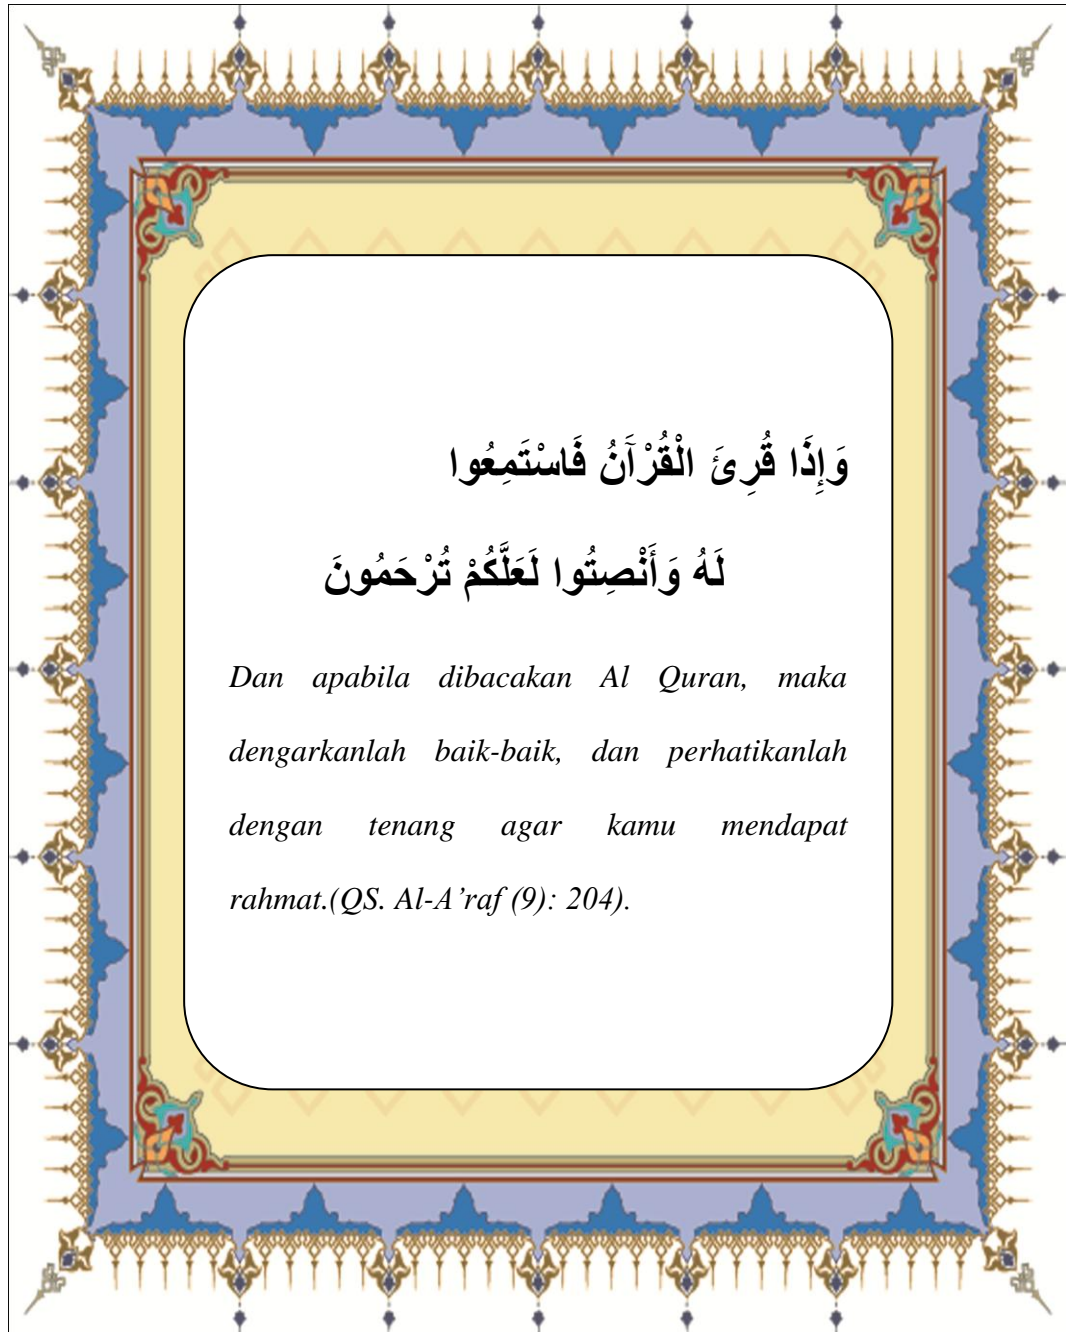 وَإِذَا قُرِئَ الْقُرْآَنُ فَاسْتَمِعُوا
لَهُ وَأَنْصِتُوا لَعَلَّكُمْ تُرْحَمُونَ
Dan apabila dibacakan Al Quran, maka
dengarkanlah baik-baik, dan perhatikanlah
dengan tenang agar kamu mendapat
rahmat.(QS. Al-A’raf (9): 204).